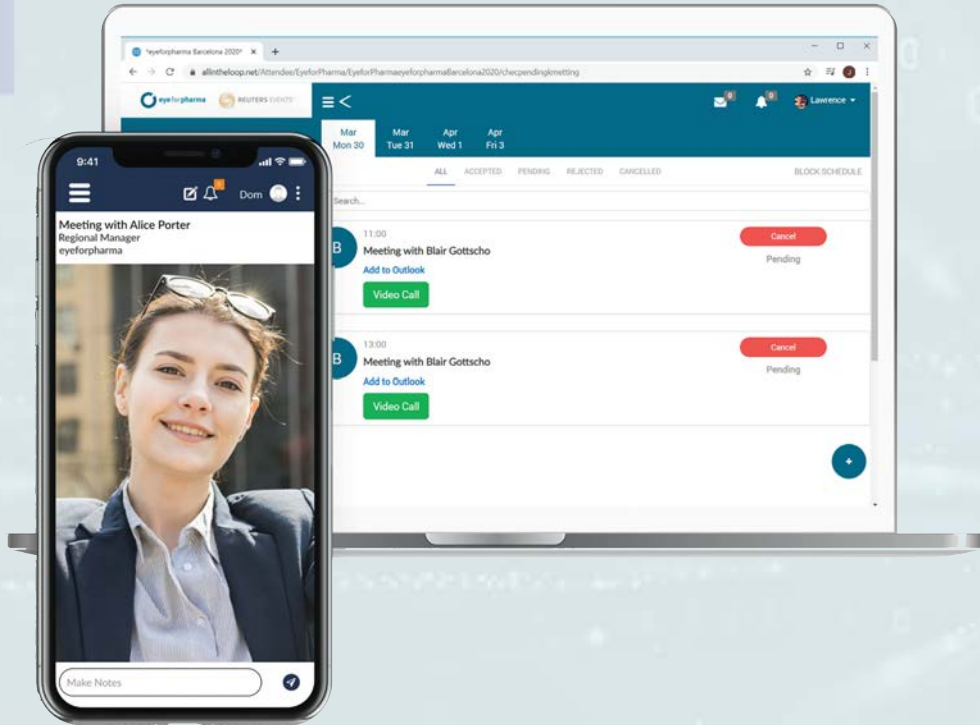 *eyeforpharma Barcelona 2020*
allintheloop.net/Attendee/EyeforPharma/EyeforPharmaeyeforpharmaBarcelona2020/checpendingkmetting
eyeforpharma
REUTERS EVENTS
0
0
Lawrence
Mar
Mon 30
Mar
Tue 31
Apr
Wed 1
Apr
Fri 3
ALL ACCEPTED PENDING REJECTED CANCELLED BLOCK SCHEDULE
Search...
B
11:00
Meeting with Blair Gottscho
Add to Outlook
Video Call
Cancel
Pending
B
13:00
Meeting with Blair Gottscho
Add to Outlook
Video Call
Cancel
Pending
+
9:41
Dom
Meeting with Alice Porter
Regional Manager
eyeforpharma
Make Notes